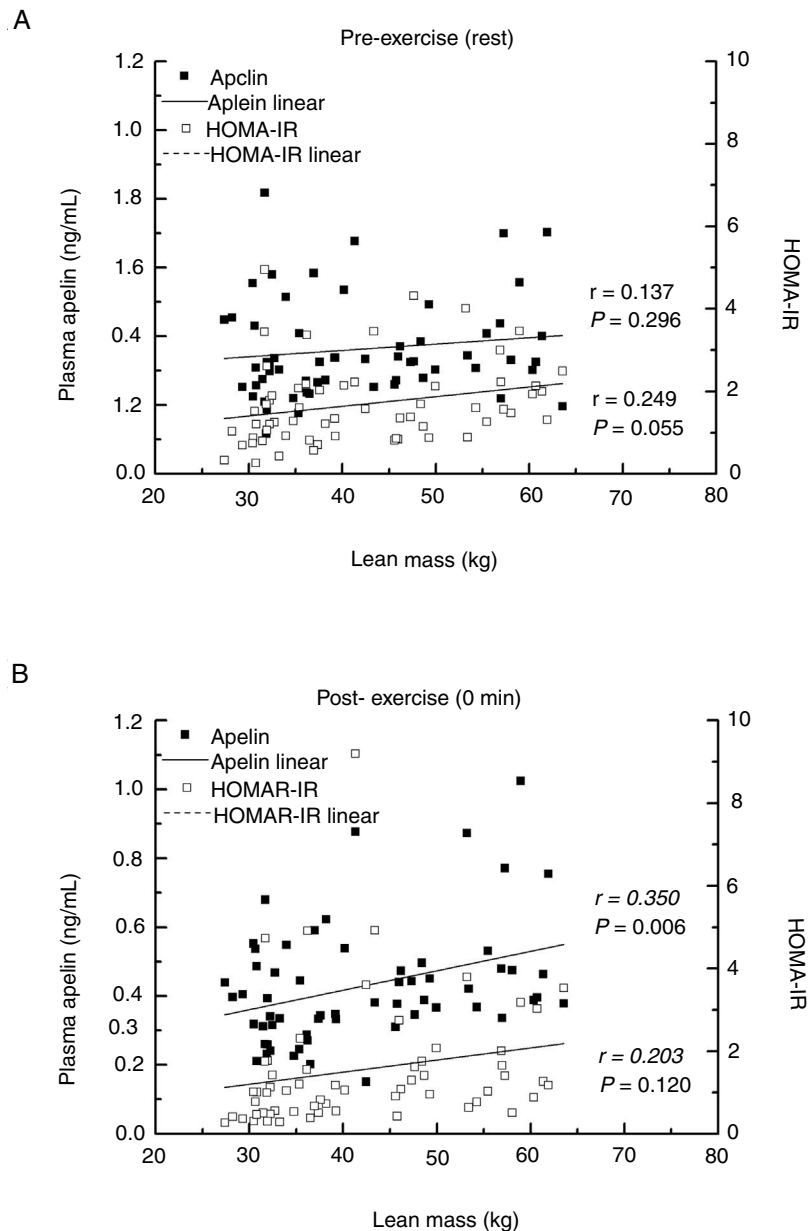 A
Pre-exercise (rest)
1.2
1.0
1.8
1.6
0.4
1.2
0.0
Plasma apelin (ng/mL)
Apclin
Aplein linear
HOMA-IR
HOMA-IR linear
10
8
6
4
2
0
HOMA-IR
r = 0.137
P = 0.296
r = 0.249
P = 0.055
20 30 40 50 60 70 80
Lean mass (kg)
B
Post- exercise (0 min)
1.2
1.0
0.8
0.6
0.4
0.3
0.2
0.0
Plasma apelin (ng/mL)
Apelin
Apelin linear
HOMAR-IR
HOMAR-IR linear
10
8
6
4
2
0
HOMA-IR
r = 0.350
P = 0.006
r = 0.203
P = 0.120
20 30 40 50 60 70 80
Lean mass (kg)